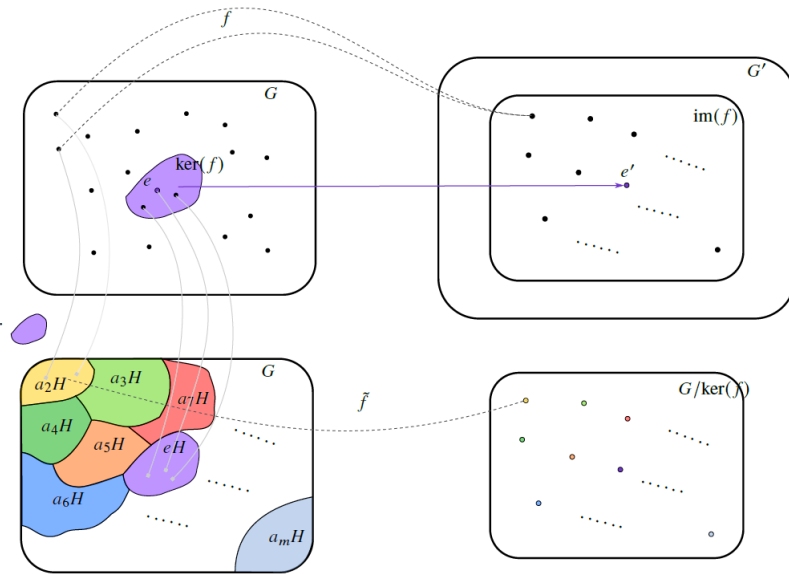 f
G
G′
im(f)
ker(f)
e
e′
G
a₂H
a₃H
a₇H
a₄H
a₅H
eH
a₆H
aₘH
f̃
G/ker(f)